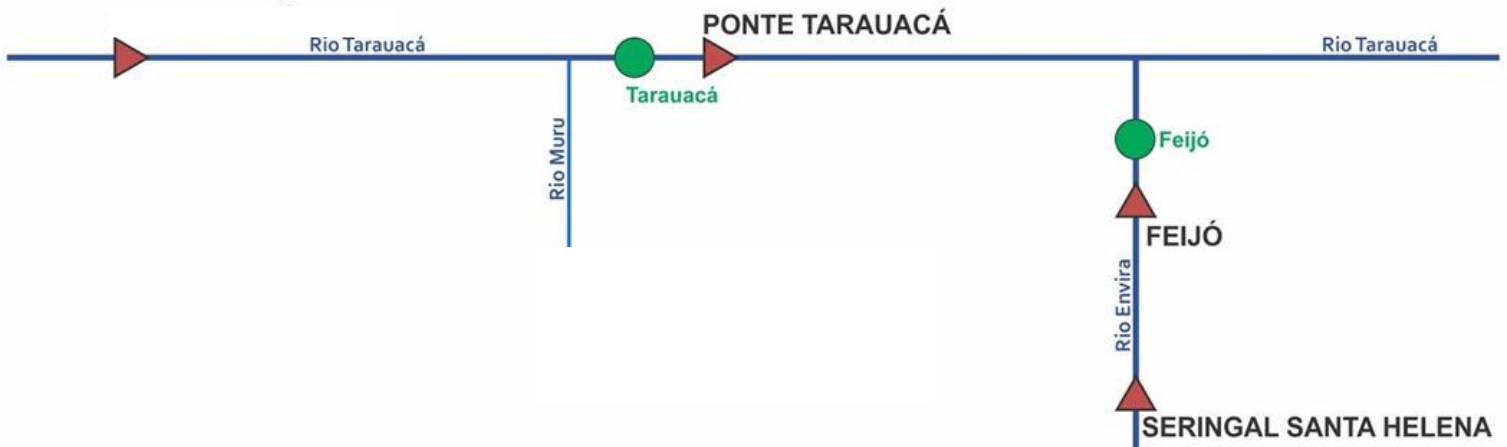 PONTE TARAUACÁ
Rio Tarauacá
Rio Tarauacá
Tarauacá
Rio Muru
Feijó
FEIJÓ
Rio Envira
SERINGAL SANTA HELENA